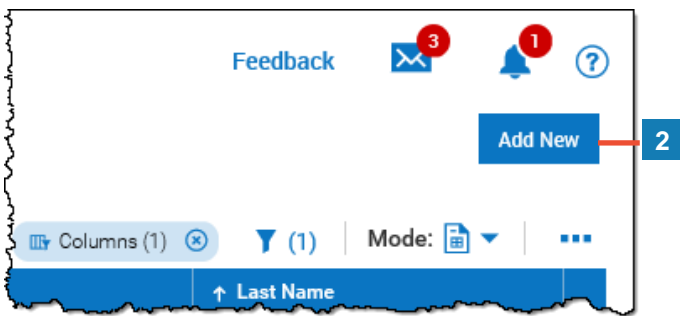 Feedback 3 1 ?
Add New 2
Columns (1) (1) Mode:
↑ Last Name